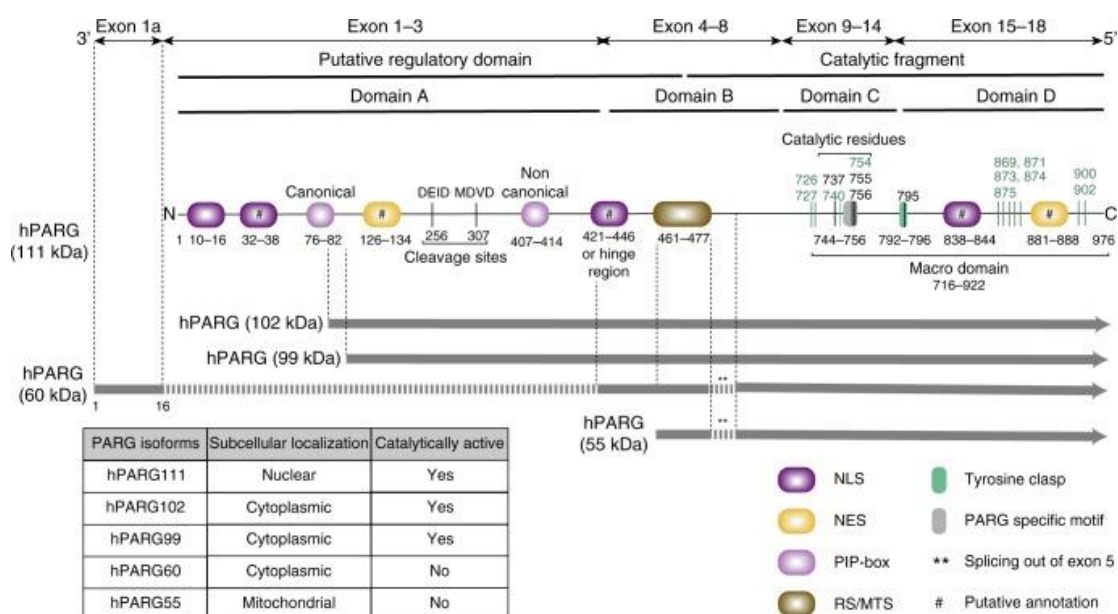 Exon 1a Exon 1–3 Exon 4–8 Exon 9–14 Exon 15–18
3' 5'
Putative regulatory domain Catalytic fragment
Domain A Domain B Domain C Domain D
Catalytic residues
754 869, 871
Non 726 737 755 873, 874 900
Canonical DEID MDVD canonical 727 740 756 795 875 902
N # # # # # C
hPARG
(111 kDa)
1 10–16 32–38 76–82 126–134 256 307 407–414 421–446 461–477 744–756 792–796 838–844 881–888 976
Cleavage sites or hinge Macro domain
region 716–922
hPARG (102 kDa)
hPARG (99 kDa)
hPARG
(60 kDa)
**
1 16
hPARG
(55 kDa)
**
PARG isoforms Subcellular localization Catalytically active
hPARG111 Nuclear Yes
hPARG102 Cytoplasmic Yes
hPARG99 Cytoplasmic Yes
hPARG60 Cytoplasmic No
hPARG55 Mitochondrial No
NLS Tyrosine clasp
NES PARG specific motif
PIP-box ** Splicing out of exon 5
RS/MTS # Putative annotation